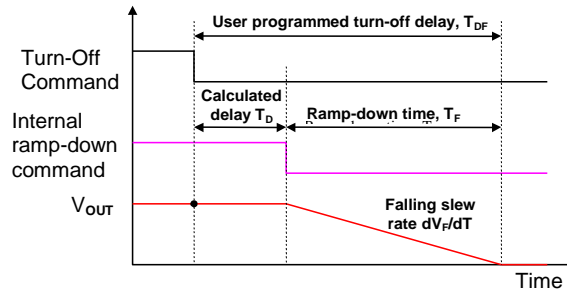 User programmed turn-off delay, TDF
Turn-Off
Command
Calculated
delay TD
Ramp-down time, TF
Internal
ramp-down
command
VOUT
Falling slew
rate dVF/dT
Time